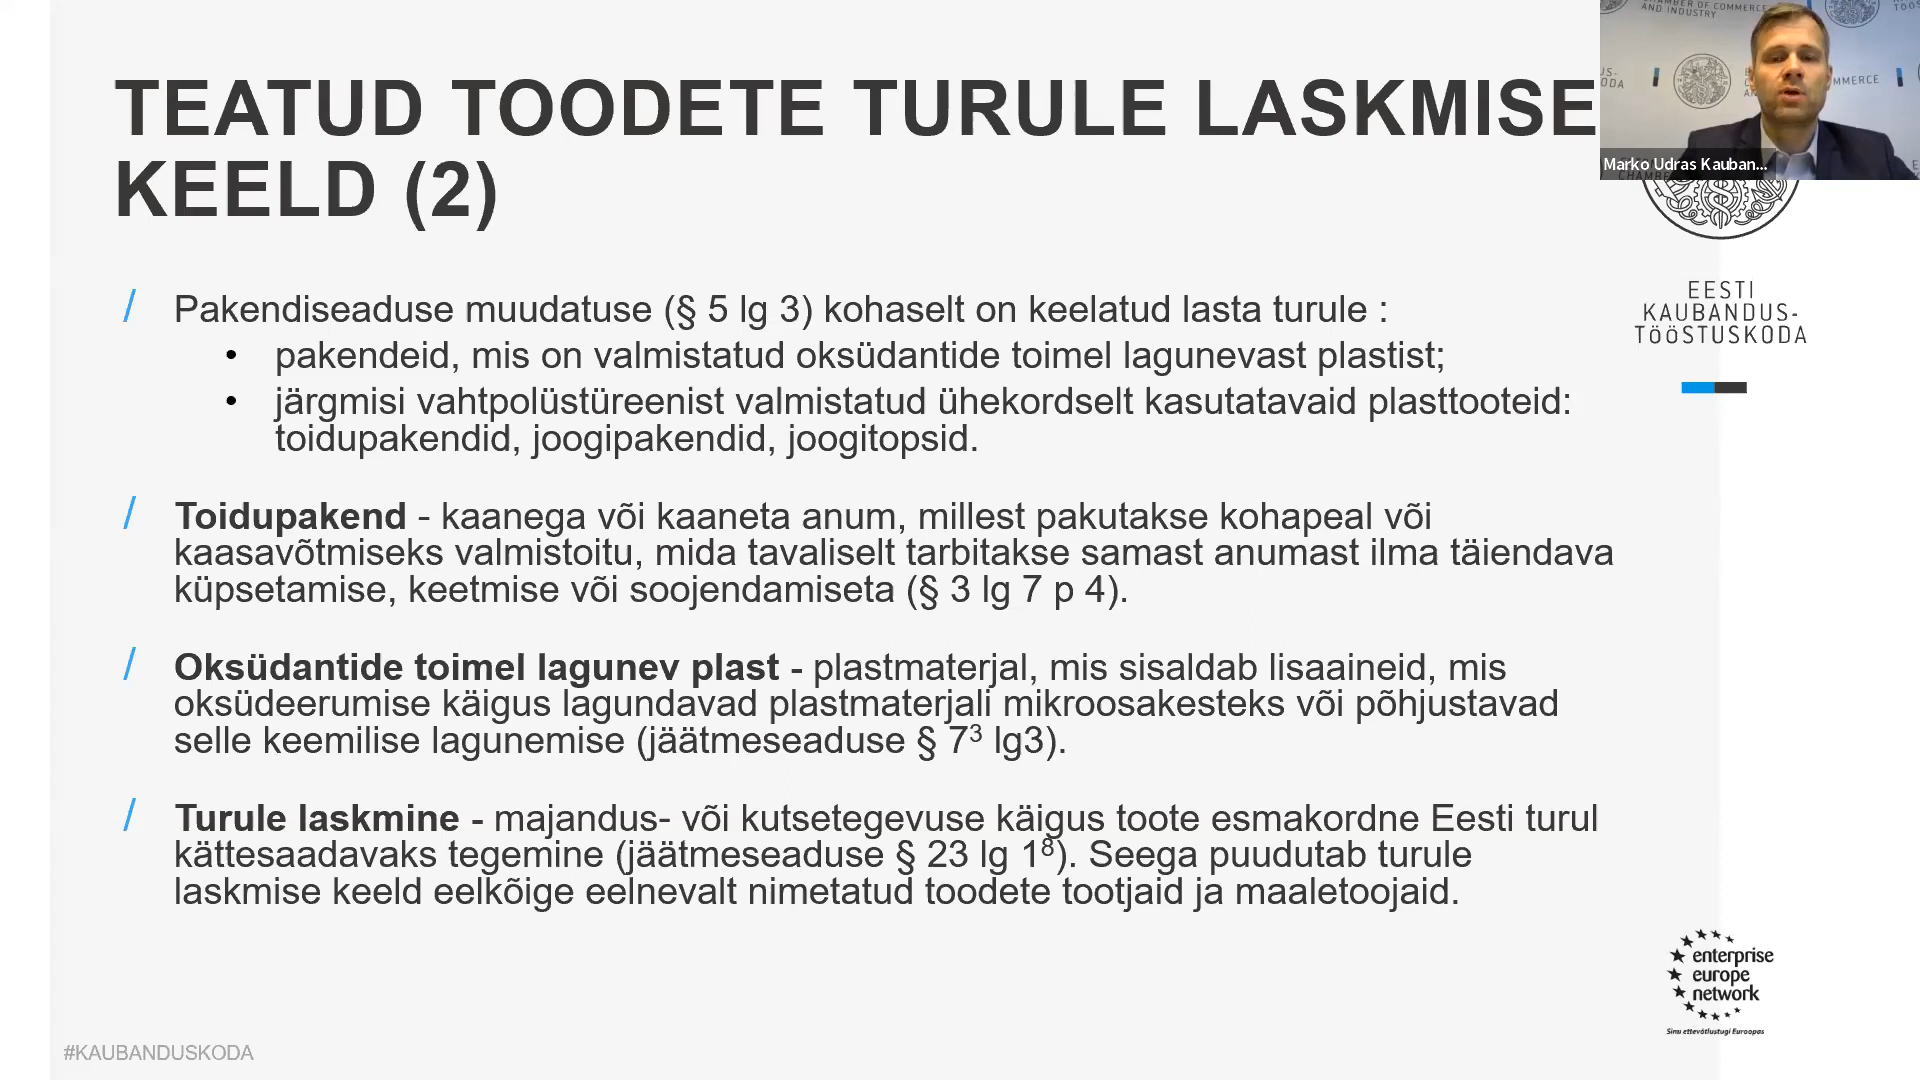 TEATUD TOODETE TURULE LASKMISE
KEELD (2)
/ Pakendiseaduse muudatuse (§ 5 lg 3) kohaselt on keelatud lasta turule :
• pakendeid, mis on valmistatud oksüdantide toimel lagunevast plastist;
• järgmisi vahtpolüstüreenist valmistatud ühekordselt kasutatavaid plasttooteid:
toidupakendid, joogipakendid, joogitopsid.
/ Toidupakend - kaanega või kaaneta anum, millest pakutakse kohapeal või
kaasavõtmiseks valmistoitu, mida tavaliselt tarbitakse samast anumast ilma täiendava
küpsetamise, keetmise või soojendamiseta (§ 3 lg 7 p 4).
/ Oksüdantide toimel lagunev plast - plastmaterjal, mis sisaldab lisaaineid, mis
oksüdeerumise käigus lagundavad plastmaterjali mikroosakesteks või põhjustavad
selle keemilise lagunemise (jäätmeseaduse § 7³ lg3).
/ Turule laskmine - majandus- või kutsetegevuse käigus toote esmakordne Eesti turul
kättesaadavaks tegemine (jäätmeseaduse § 23 lg 1⁸). Seega puudutab turule
laskmise keeld eelkõige eelnevalt nimetatud toodete tootjaid ja maaletoojaid.
#KAUBANDUSKODA
CHAMBER OF COMMERCE
AND INDUSTRY
MMERCE
Marko Udras Kauban...
EESTI
KAUBANDUS-
TÖÖSTUSKODA
enterprise
europe
network
Sinu ettevõtlustugi Euroopas